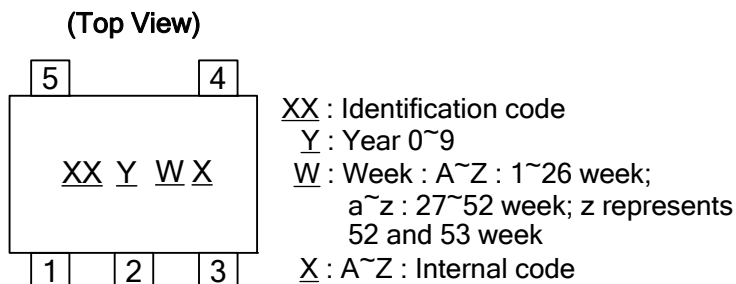 (Top View)
5 4
XX Y W X
1 2 3
XX : Identification code
Y : Year 0~9
W : Week : A~Z : 1~26 week;
a~z : 27~52 week; z represents
52 and 53 week
X : A~Z : Internal code